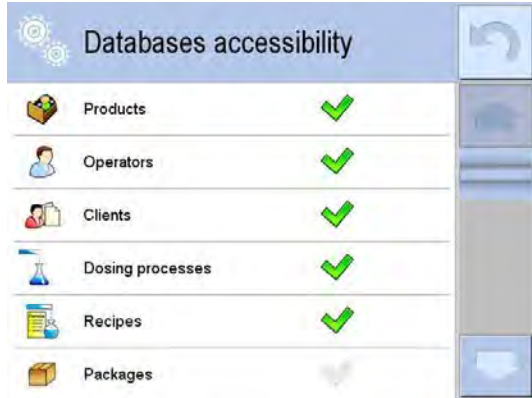 Databases accessibility
Products
Operators
Clients
Dosing processes
Recipes
Packages